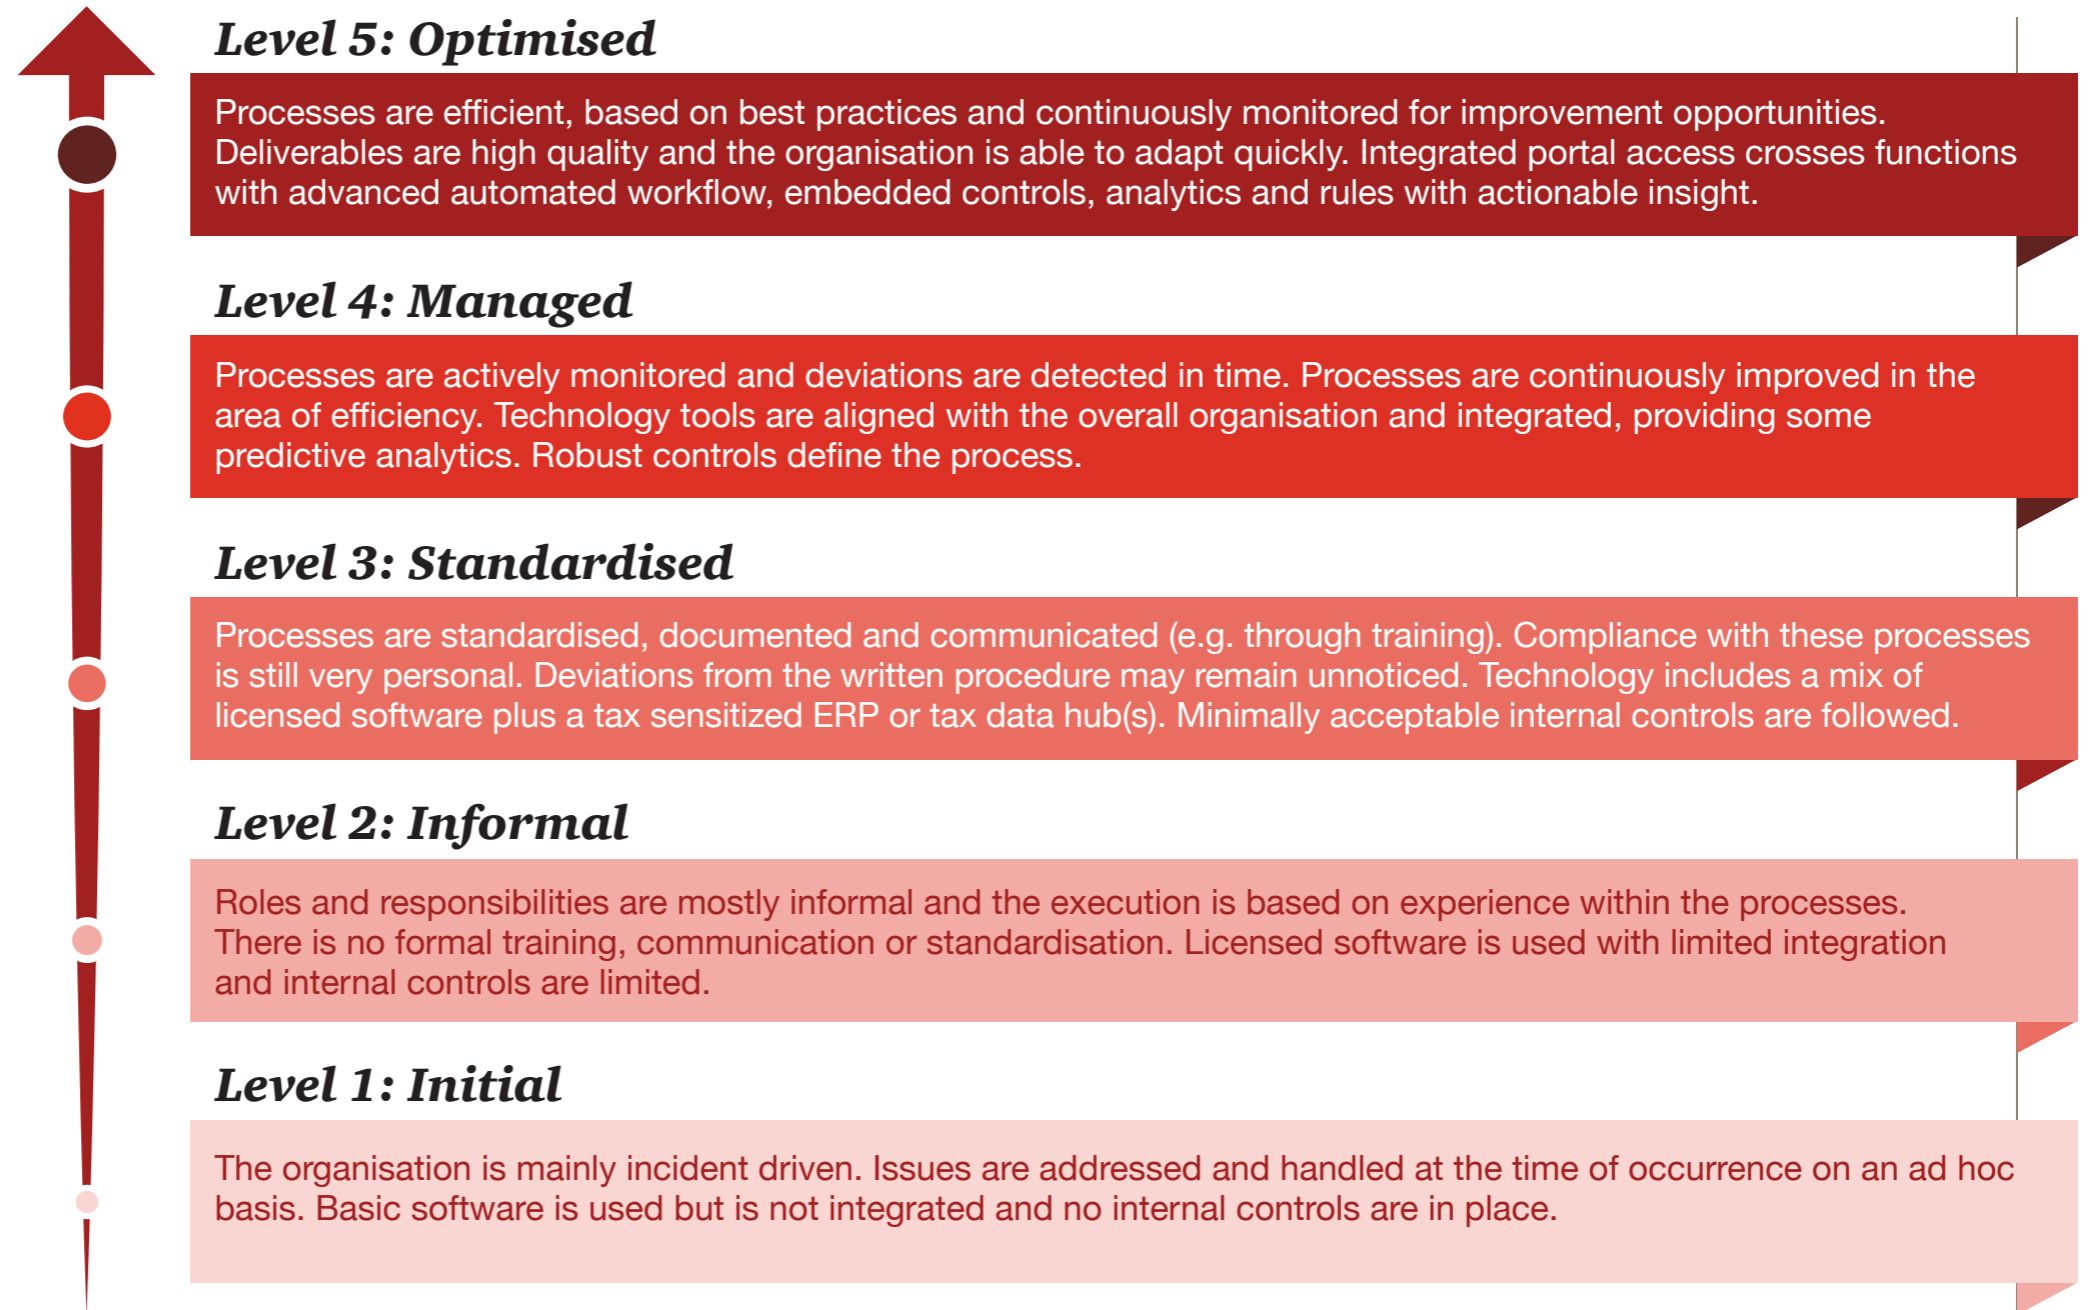 Level 5: Optimised
Processes are efficient, based on best practices and continuously monitored for improvement opportunities.
Deliverables are high quality and the organisation is able to adapt quickly. Integrated portal access crosses functions
with advanced automated workflow, embedded controls, analytics and rules with actionable insight.
Level 4: Managed
Processes are actively monitored and deviations are detected in time. Processes are continuously improved in the
area of efficiency. Technology tools are aligned with the overall organisation and integrated, providing some
predictive analytics. Robust controls define the process.
Level 3: Standardised
Processes are standardised, documented and communicated (e.g. through training). Compliance with these processes
is still very personal. Deviations from the written procedure may remain unnoticed. Technology includes a mix of
licensed software plus a tax sensitized ERP or tax data hub(s). Minimally acceptable internal controls are followed.
Level 2: Informal
Roles and responsibilities are mostly informal and the execution is based on experience within the processes.
There is no formal training, communication or standardisation. Licensed software is used with limited integration
and internal controls are limited.
Level 1: Initial
The organisation is mainly incident driven. Issues are addressed and handled at the time of occurrence on an ad hoc
basis. Basic software is used but is not integrated and no internal controls are in place.